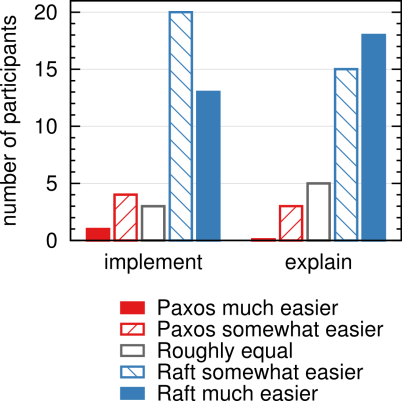 number of participants
20
15
10
5
0
implement explain
Paxos much easier
Paxos somewhat easier
Roughly equal
Raft somewhat easier
Raft much easier